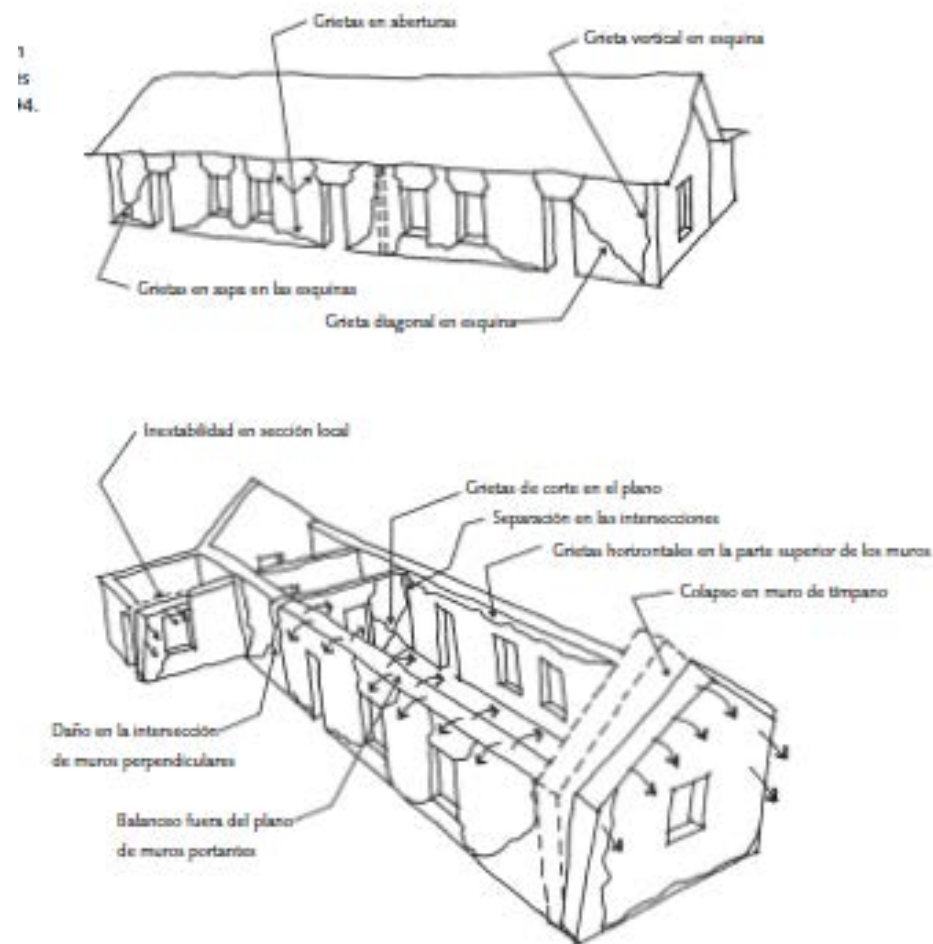 Grietas en aberturas
Grieta vertical en esquina
94.
Grietas en aspa en las esquinas
Grieta diagonal en esquina
Inestabilidad en sección local
Grietas de corte en el plano
Separación en las intersecciones
Grietas horizontales en la parte superior de los muros
Colapso en muro de tímpano
Daño en la intersección
de muros perpendiculares
Balanceo fuera del plano
de muros portantes